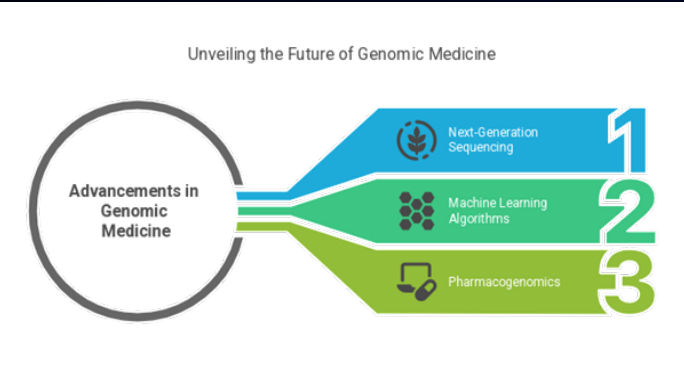 Unveiling the Future of Genomic Medicine
Advancements in
Genomic
Medicine
Next-Generation
Sequencing
1
Machine Learning
Algorithms
2
Pharmacogenomics
3